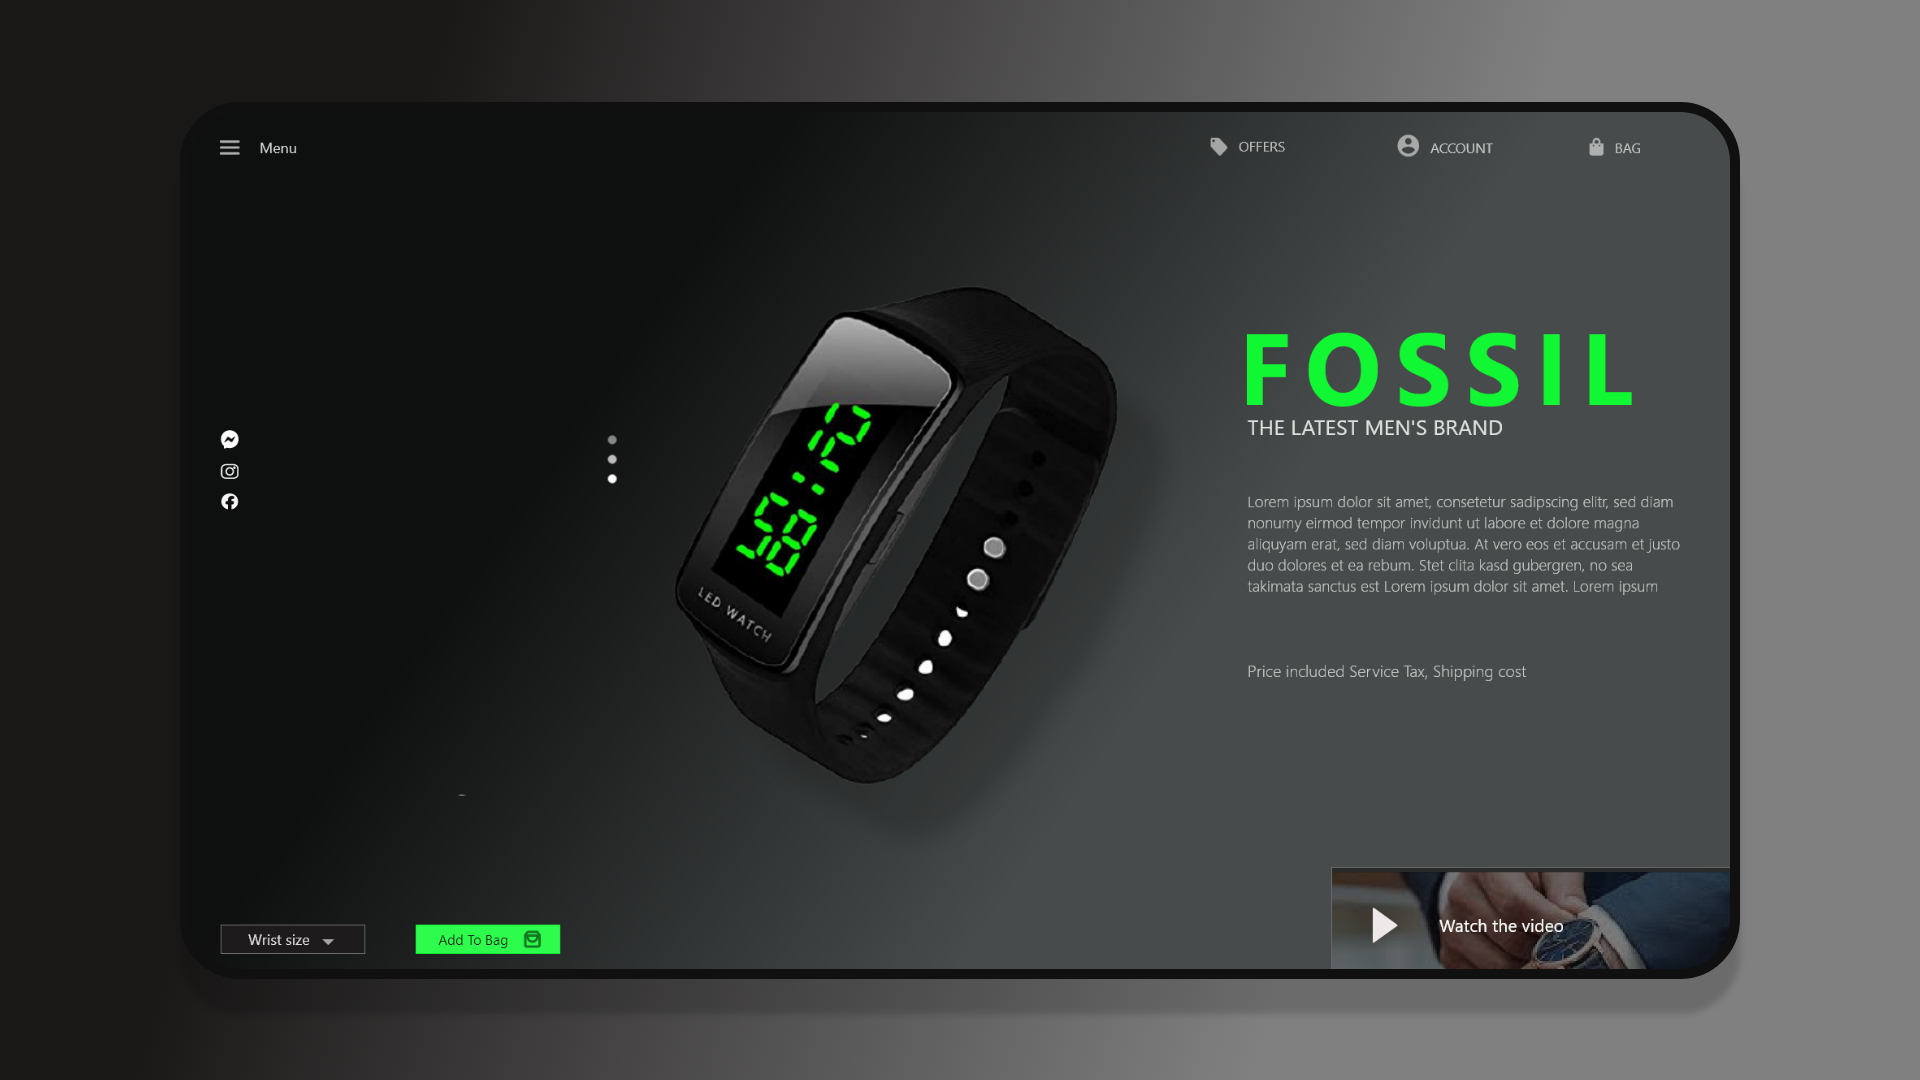 Menu
OFFERS
ACCOUNT
BAG
FOSSIL
THE LATEST MEN'S BRAND
Lorem ipsum dolor sit amet, consetetur sadipscing elitr, sed diam
nonumy eirmod tempor invidunt ut labore et dolore magna
aliquyam erat, sed diam voluptua. At vero eos et accusam et justo
duo dolores et ea rebum. Stet clita kasd gubergren, no sea
takimata sanctus est Lorem ipsum dolor sit amet. Lorem ipsum
Price included Service Tax, Shipping cost
LED WATCH
Wrist size
Add To Bag
Watch the video